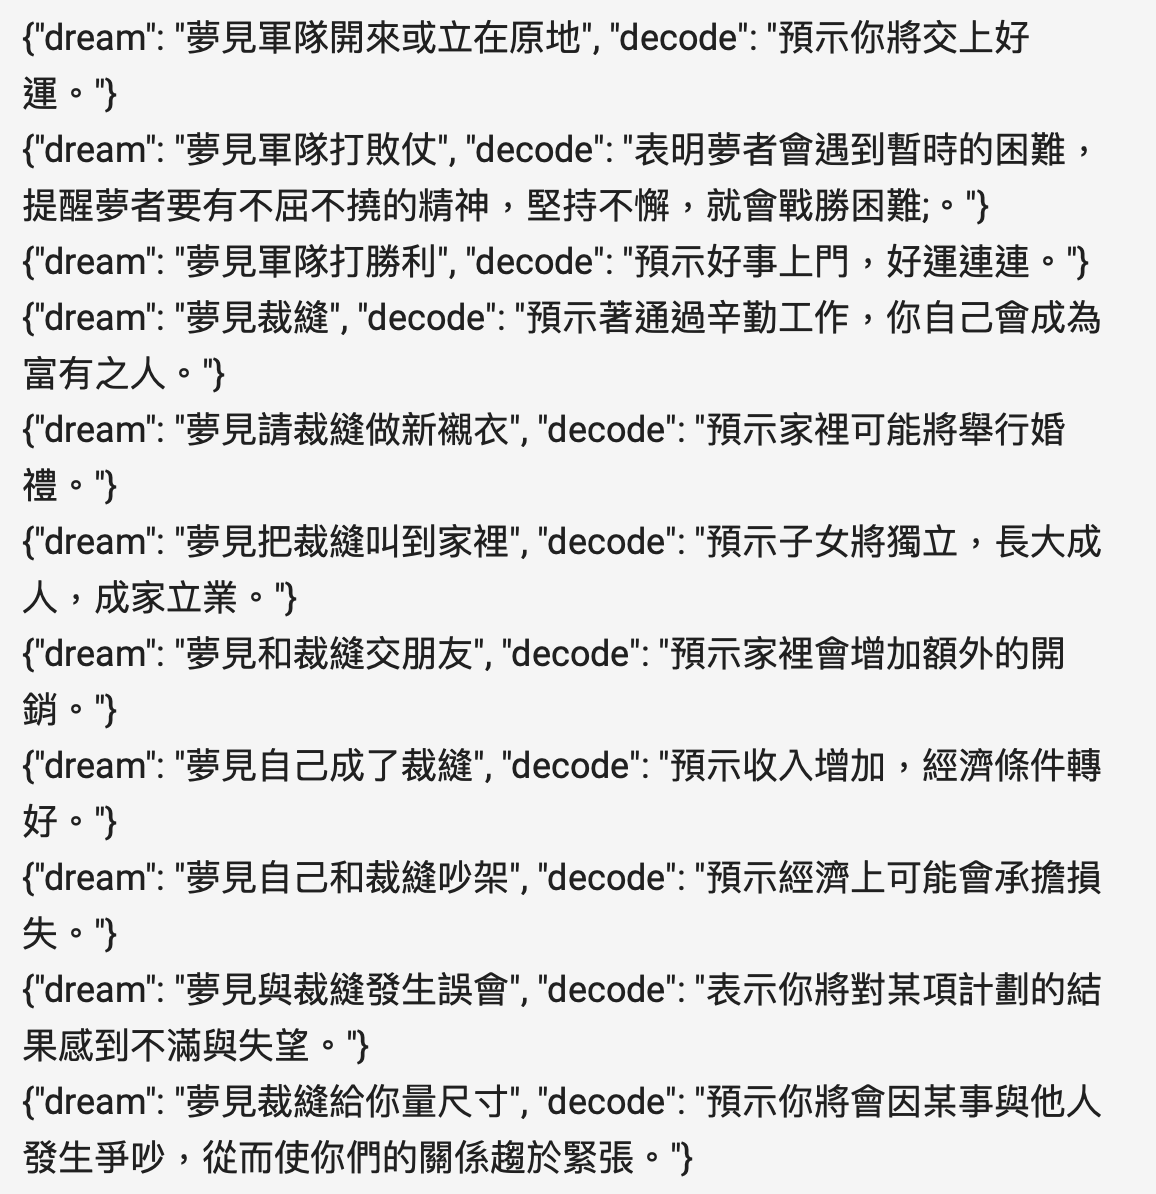 {"dream": "夢見軍隊開來或立在原地", "decode": "預示你將交上好
運。"}
{"dream": "夢見軍隊打敗仗", "decode": "表明夢者會遇到暫時的困難，
提醒夢者要有不屈不撓的精神，堅持不懈，就會戰勝困難;。"}
{"dream": "夢見軍隊打勝利", "decode": "預示好事上門，好運連連。"}
{"dream": "夢見裁縫", "decode": "預示著通過辛勤工作，你自己會成為
富有之人。"}
{"dream": "夢見請裁縫做新襯衣", "decode": "預示家裡可能將舉行婚
禮。"}
{"dream": "夢見把裁縫叫到家裡", "decode": "預示子女將獨立，長大成
人，成家立業。"}
{"dream": "夢見和裁縫交朋友", "decode": "預示家裡會增加額外的開
銷。"}
{"dream": "夢見自己成了裁縫", "decode": "預示收入增加，經濟條件轉
好。"}
{"dream": "夢見自己和裁縫吵架", "decode": "預示經濟上可能會承擔損
失。"}
{"dream": "夢見與裁縫發生誤會", "decode": "表示你將對某項計劃的結
果感到不滿與失望。"}
{"dream": "夢見裁縫給你量尺寸", "decode": "預示你將會因某事與他人
發生爭吵，從而使你們的關係趨於緊張。"}